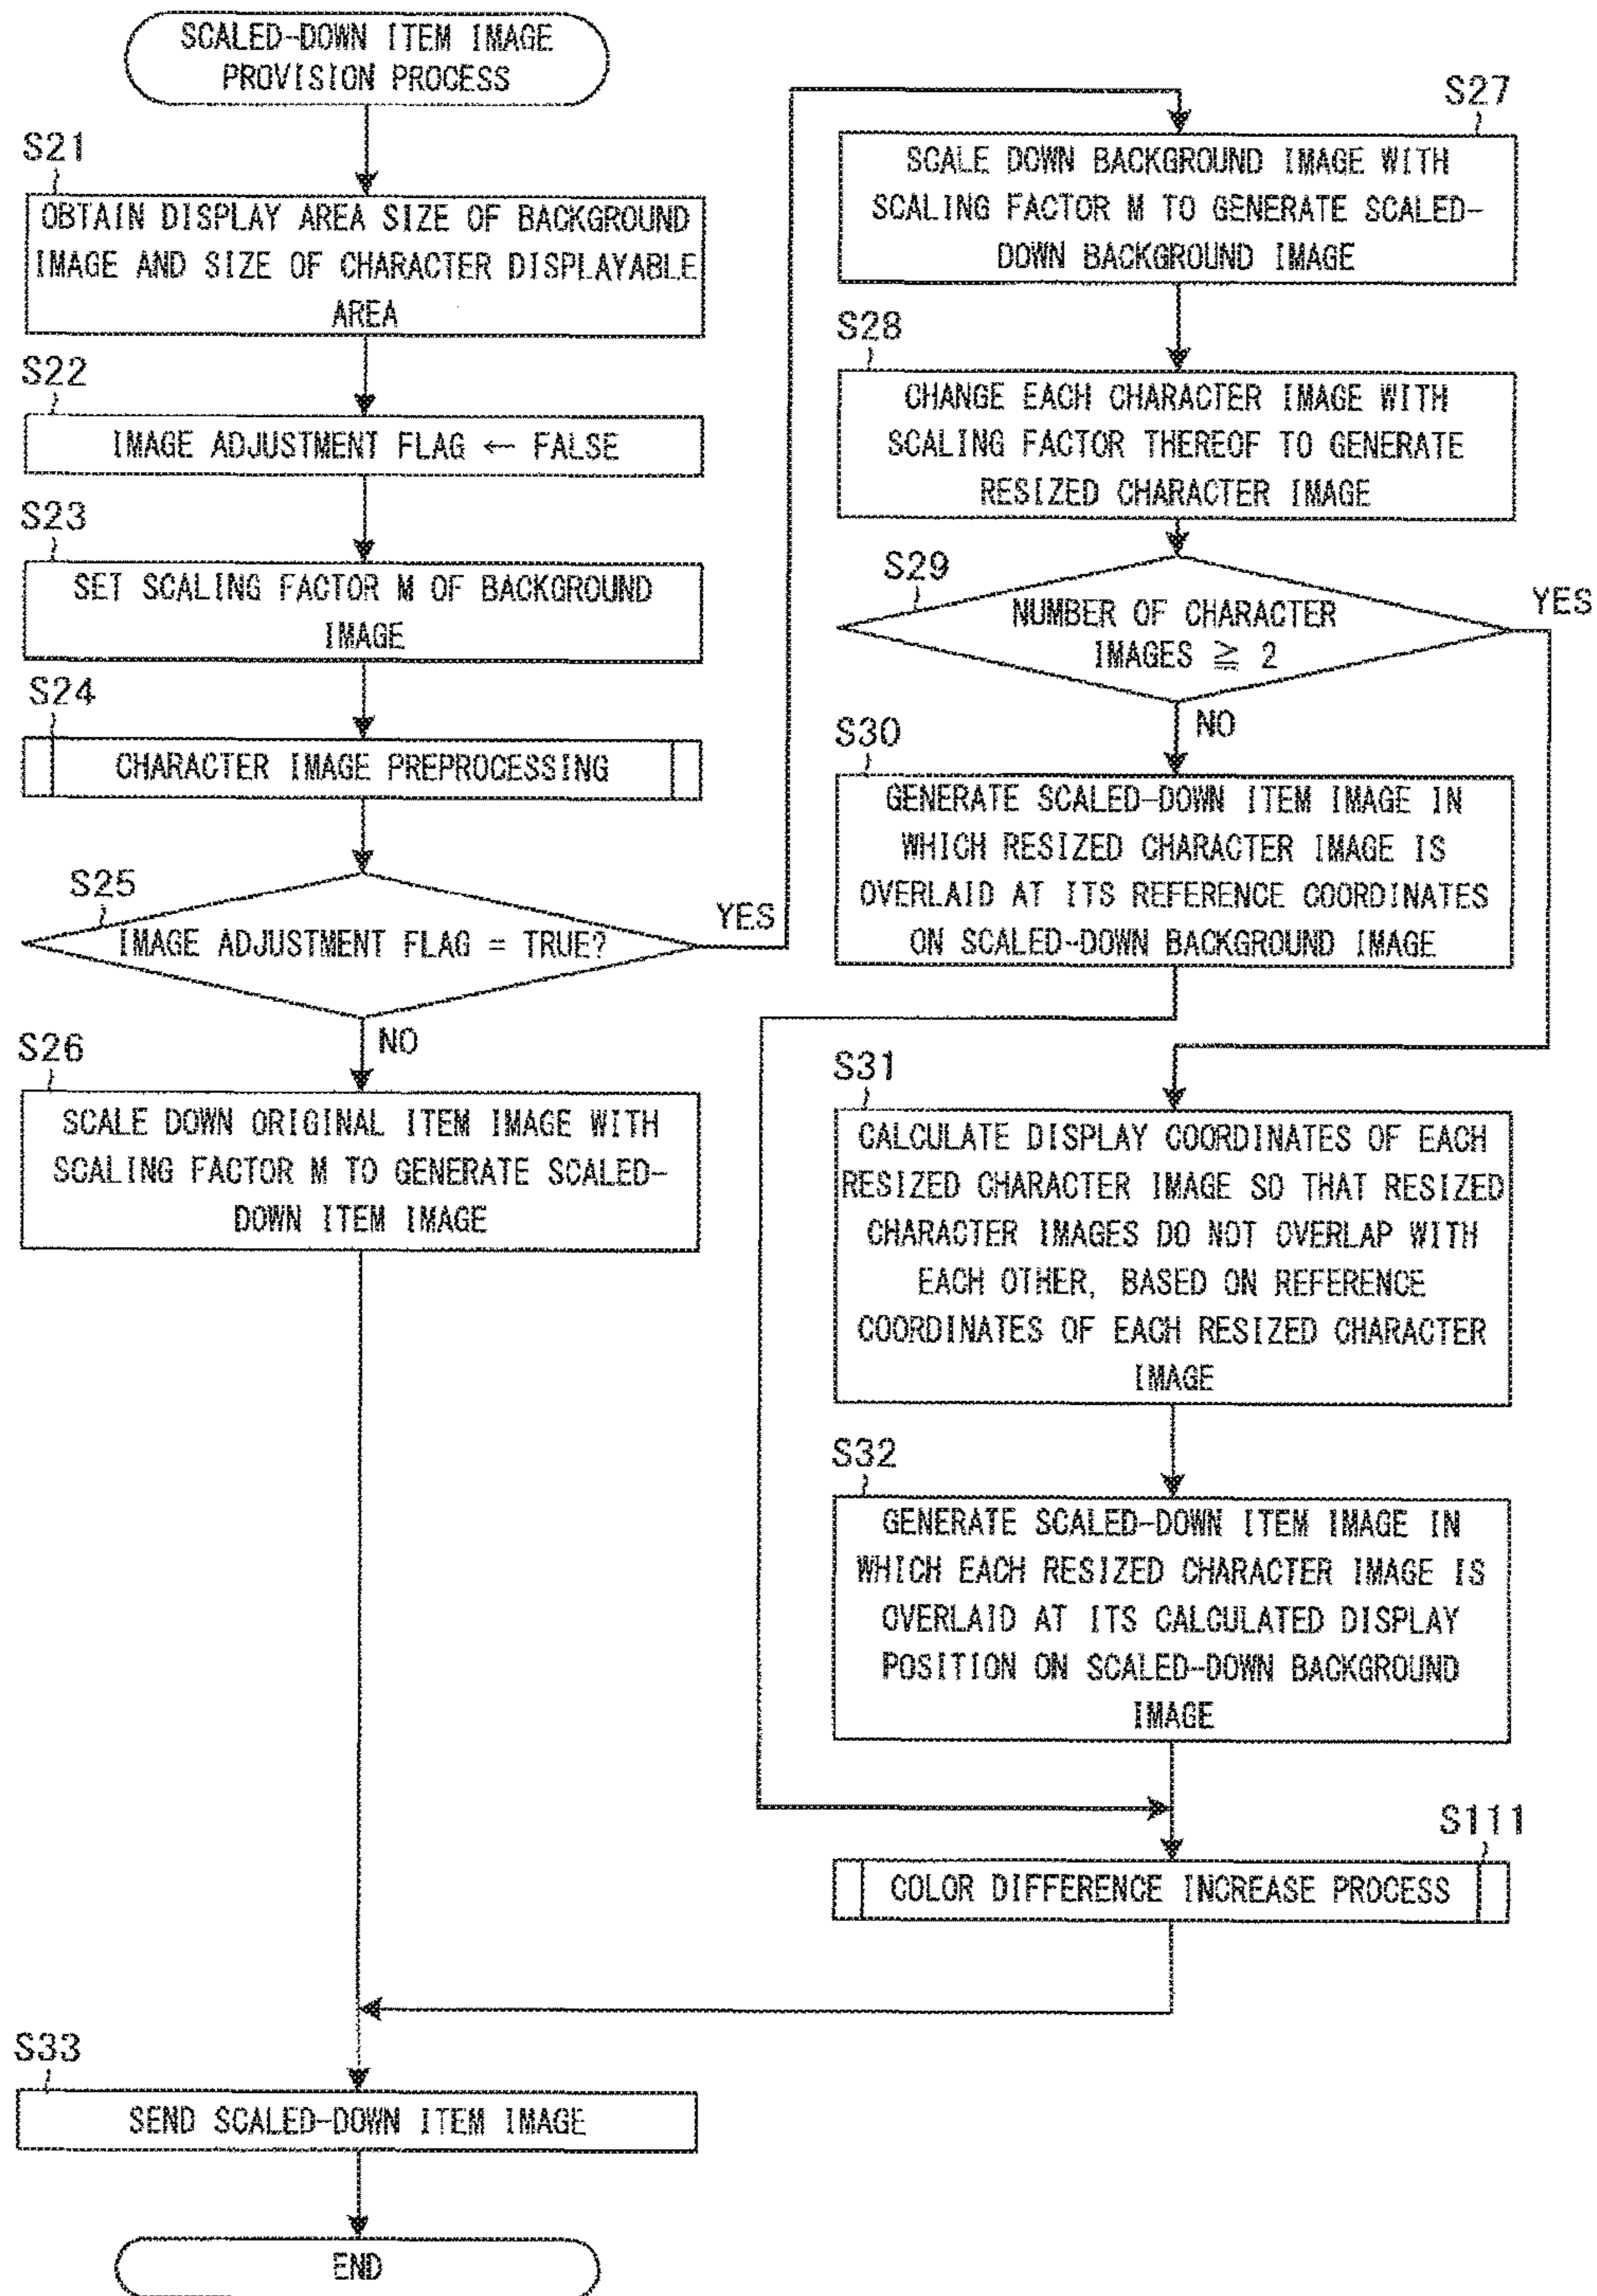 SCALED-DOWN ITEM IMAGE
PROVISION PROCESS
S21
OBTAIN DISPLAY AREA SIZE OF BACKGROUND
IMAGE AND SIZE OF CHARACTER DISPLAYABLE
AREA
S22
IMAGE ADJUSTMENT FLAG ← FALSE
S23
SET SCALING FACTOR M OF BACKGROUND
IMAGE
S24
CHARACTER IMAGE PREPROCESSING
S25
IMAGE ADJUSTMENT FLAG = TRUE?
YES
NO
S26
SCALE DOWN ORIGINAL ITEM IMAGE WITH
SCALING FACTOR M TO GENERATE SCALED-
DOWN ITEM IMAGE
S27
SCALE DOWN BACKGROUND IMAGE WITH
SCALING FACTOR M TO GENERATE SCALED-
DOWN BACKGROUND IMAGE
S28
CHANGE EACH CHARACTER IMAGE WITH
SCALING FACTOR THEREOF TO GENERATE
RESIZED CHARACTER IMAGE
S29
NUMBER OF CHARACTER
IMAGES ≧ 2
YES
NO
S30
GENERATE SCALED-DOWN ITEM IMAGE IN
WHICH RESIZED CHARACTER IMAGE IS
OVERLAID AT ITS REFERENCE COORDINATES
ON SCALED-DOWN BACKGROUND IMAGE
S31
CALCULATE DISPLAY COORDINATES OF EACH
RESIZED CHARACTER IMAGE SO THAT RESIZED
CHARACTER IMAGES DO NOT OVERLAP WITH
EACH OTHER, BASED ON REFERENCE
COORDINATES OF EACH RESIZED CHARACTER
IMAGE
S32
GENERATE SCALED-DOWN ITEM IMAGE IN
WHICH EACH RESIZED CHARACTER IMAGE IS
OVERLAID AT ITS CALCULATED DISPLAY
POSITION ON SCALED-DOWN BACKGROUND
IMAGE
S111
COLOR DIFFERENCE INCREASE PROCESS
S33
SEND SCALED-DOWN ITEM IMAGE
END